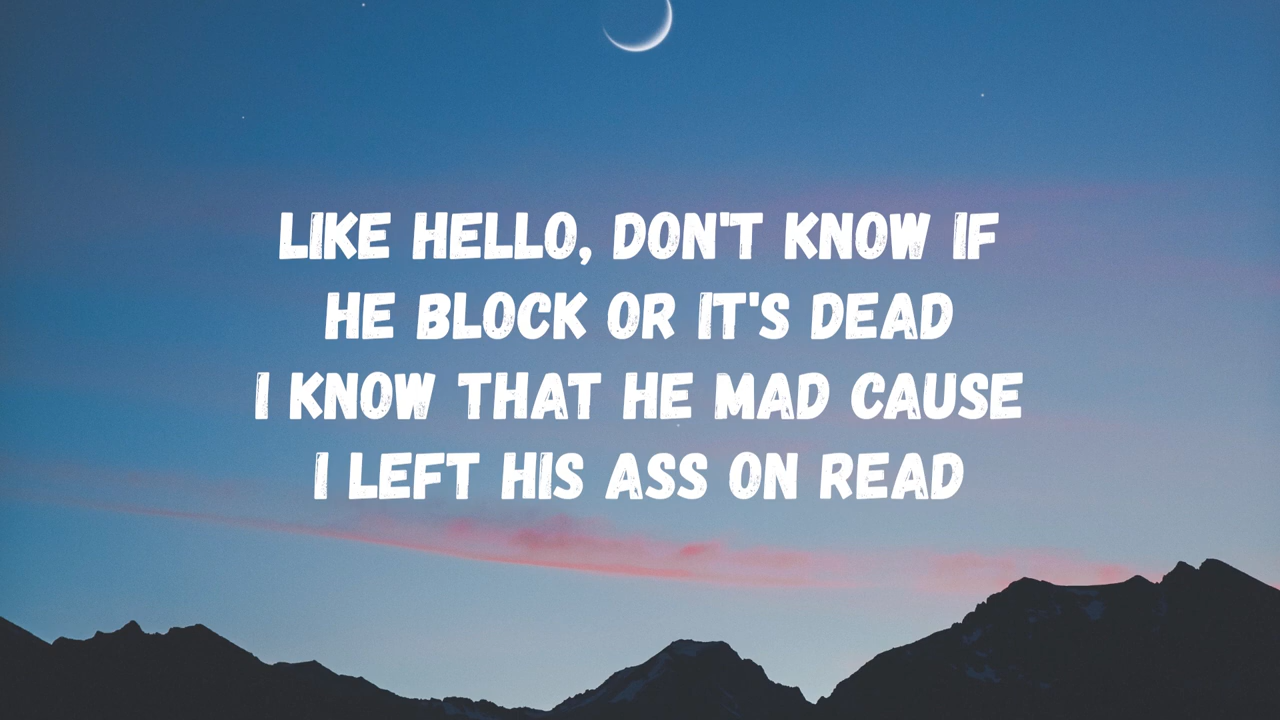 LIKE HELLO, DON'T KNOW IF
HE BLOCK OR IT'S DEAD
I KNOW THAT HE MAD CAUSE
I LEFT HIS ASS ON READ